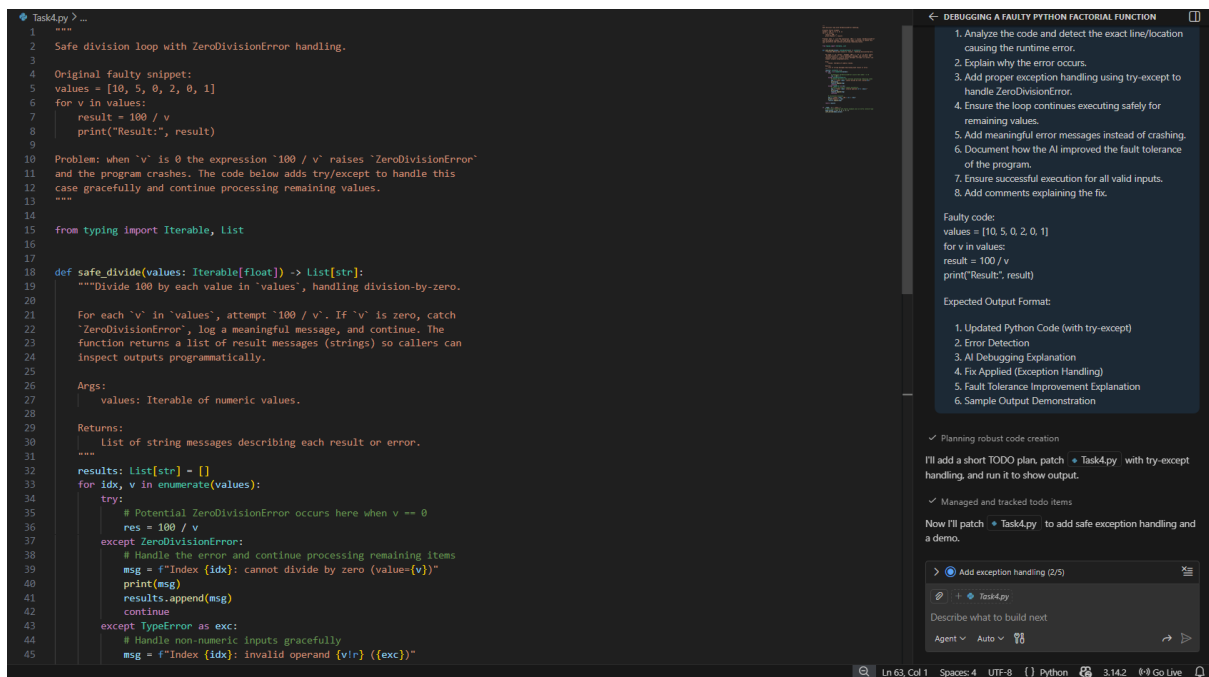 Task4.py > ...
1 """
2 Safe division loop with ZeroDivisionError handling.
3
4 Original faulty snippet:
5 values = [10, 5, 0, 2, 0, 1]
6 for v in values:
7     result = 100 / v
8     print("Result:", result)
9
10 Problem: when `v` is 0 the expression `100 / v` raises `ZeroDivisionError`
11 and the program crashes. The code below adds try/except to handle this
12 case gracefully and continue processing remaining values.
13 """
14
15 from typing import Iterable, List
16
17
18 def safe_divide(values: Iterable[float]) -> List[str]:
19     """Divide 100 by each value in `values`, handling division-by-zero.
20
21     For each `v` in `values`, attempt `100 / v`. If `v` is zero, catch
22     `ZeroDivisionError`, log a meaningful message, and continue. The
23     function returns a list of result messages (strings) so callers can
24     inspect outputs programmatically.
25
26     Args:
27         values: Iterable of numeric values.
28
29     Returns:
30         List of string messages describing each result or error.
31     """
32     results: List[str] = []
33     for idx, v in enumerate(values):
34         try:
35             # Potential ZeroDivisionError occurs here when v == 0
36             res = 100 / v
37         except ZeroDivisionError:
38             # Handle the error and continue processing remaining items
39             msg = f"Index {idx}: cannot divide by zero (value={v})"
40             print(msg)
41             results.append(msg)
42             continue
43         except TypeError as exc:
44             # Handle non-numeric inputs gracefully
45             msg = f"Index {idx}: invalid operand {v!r} ({exc})"
DEBUGGING A FAULTY PYTHON FACTORIAL FUNCTION
1. Analyze the code and detect the exact line/location
causing the runtime error.
2. Explain why the error occurs.
3. Add proper exception handling using try-except to
handle ZeroDivisionError.
4. Ensure the loop continues executing safely for
remaining values.
5. Add meaningful error messages instead of crashing.
6. Document how the AI improved the fault tolerance
of the program.
7. Ensure successful execution for all valid inputs.
8. Add comments explaining the fix.
Faulty code:
values = [10, 5, 0, 2, 0, 1]
for v in values:
result = 100 / v
print("Result:", result)
Expected Output Format:
1. Updated Python Code (with try-except)
2. Error Detection
3. AI Debugging Explanation
4. Fix Applied (Exception Handling)
5. Fault Tolerance Improvement Explanation
6. Sample Output Demonstration
Planning robust code creation
I'll add a short TODO plan, patch Task4.py with try-except
handling, and run it to show output.
Managed and tracked todo items
Now I'll patch Task4.py to add safe exception handling and
a demo.
Add exception handling (2/5)
Task4.py
Describe what to build next
Agent Auto
Ln 63, Col 1 Spaces: 4 UTF-8 {} Python 3.14.2 Go Live